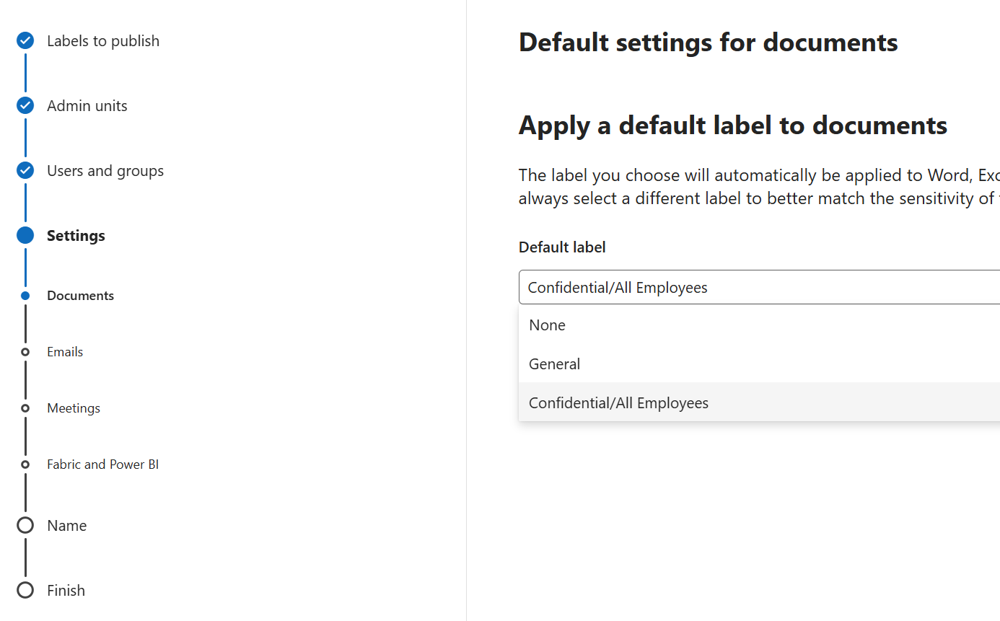 Labels to publish
Admin units
Users and groups
Settings
Documents
Emails
Meetings
Fabric and Power BI
Name
Finish
Default settings for documents
Apply a default label to documents
The label you choose will automatically be applied to Word,
always select a different label to better match the sensitivity of
Default label
Confidential/All Employees
None
General
Confidential/All Employees